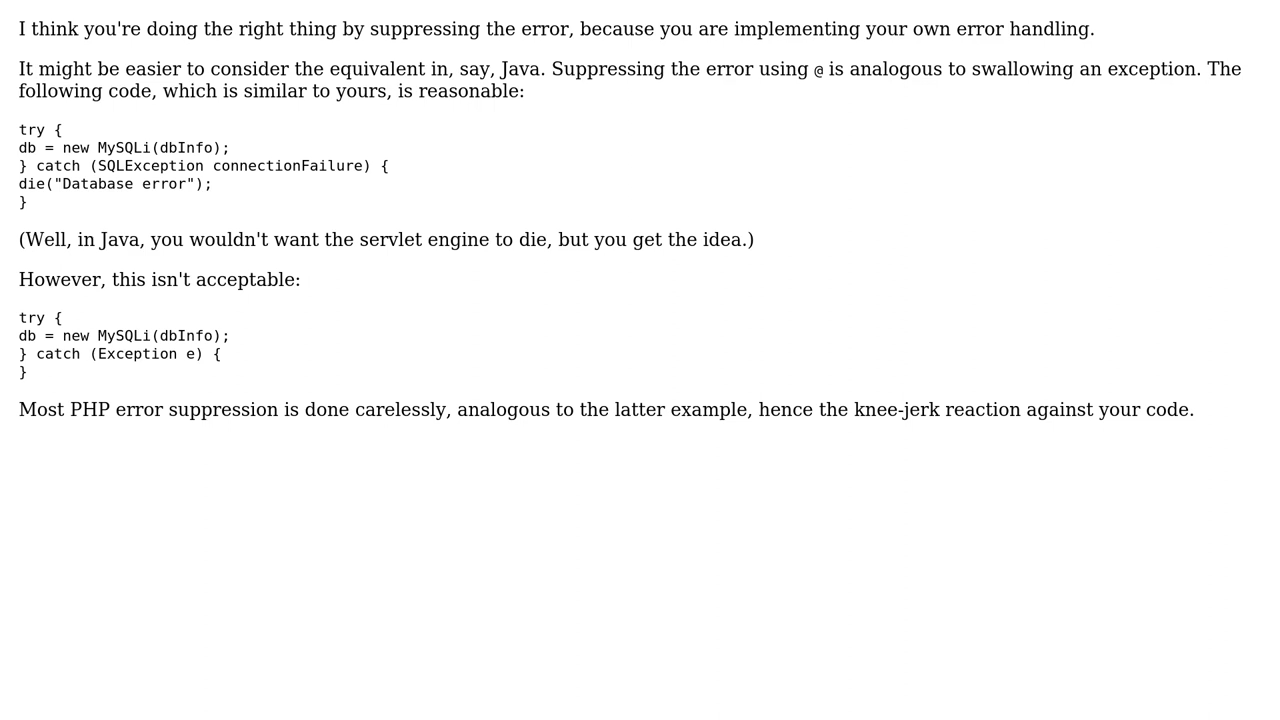 I think you're doing the right thing by suppressing the error, because you are implementing your own error handling.
It might be easier to consider the equivalent in, say, Java. Suppressing the error using @ is analogous to swallowing an exception. The
following code, which is similar to yours, is reasonable:
try {
db = new MySQLi(dbInfo);
} catch (SQLException connectionFailure) {
die("Database error");
}
(Well, in Java, you wouldn't want the servlet engine to die, but you get the idea.)
However, this isn't acceptable:
try {
db = new MySQLi(dbInfo);
} catch (Exception e) {
}
Most PHP error suppression is done carelessly, analogous to the latter example, hence the knee-jerk reaction against your code.